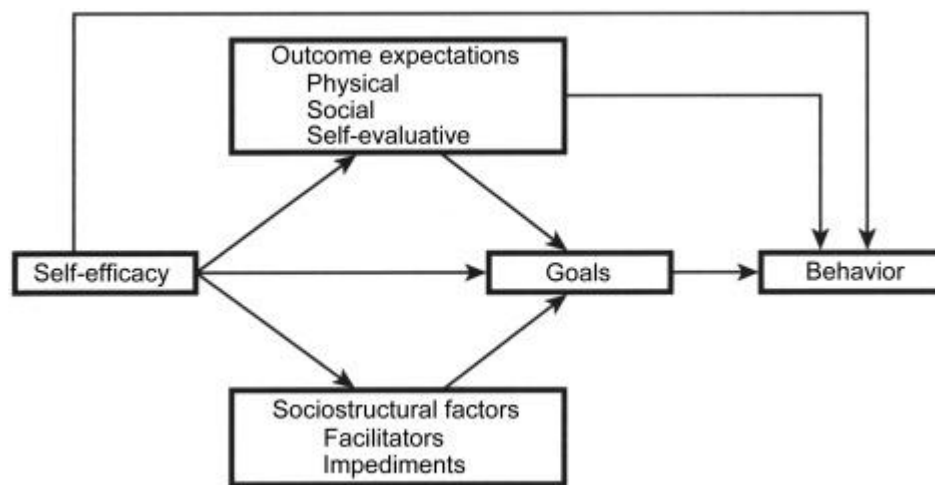 Outcome expectations
Physical
Social
Self-evaluative
Self-efficacy
Goals
Behavior
Sociostructural factors
Facilitators
Impediments